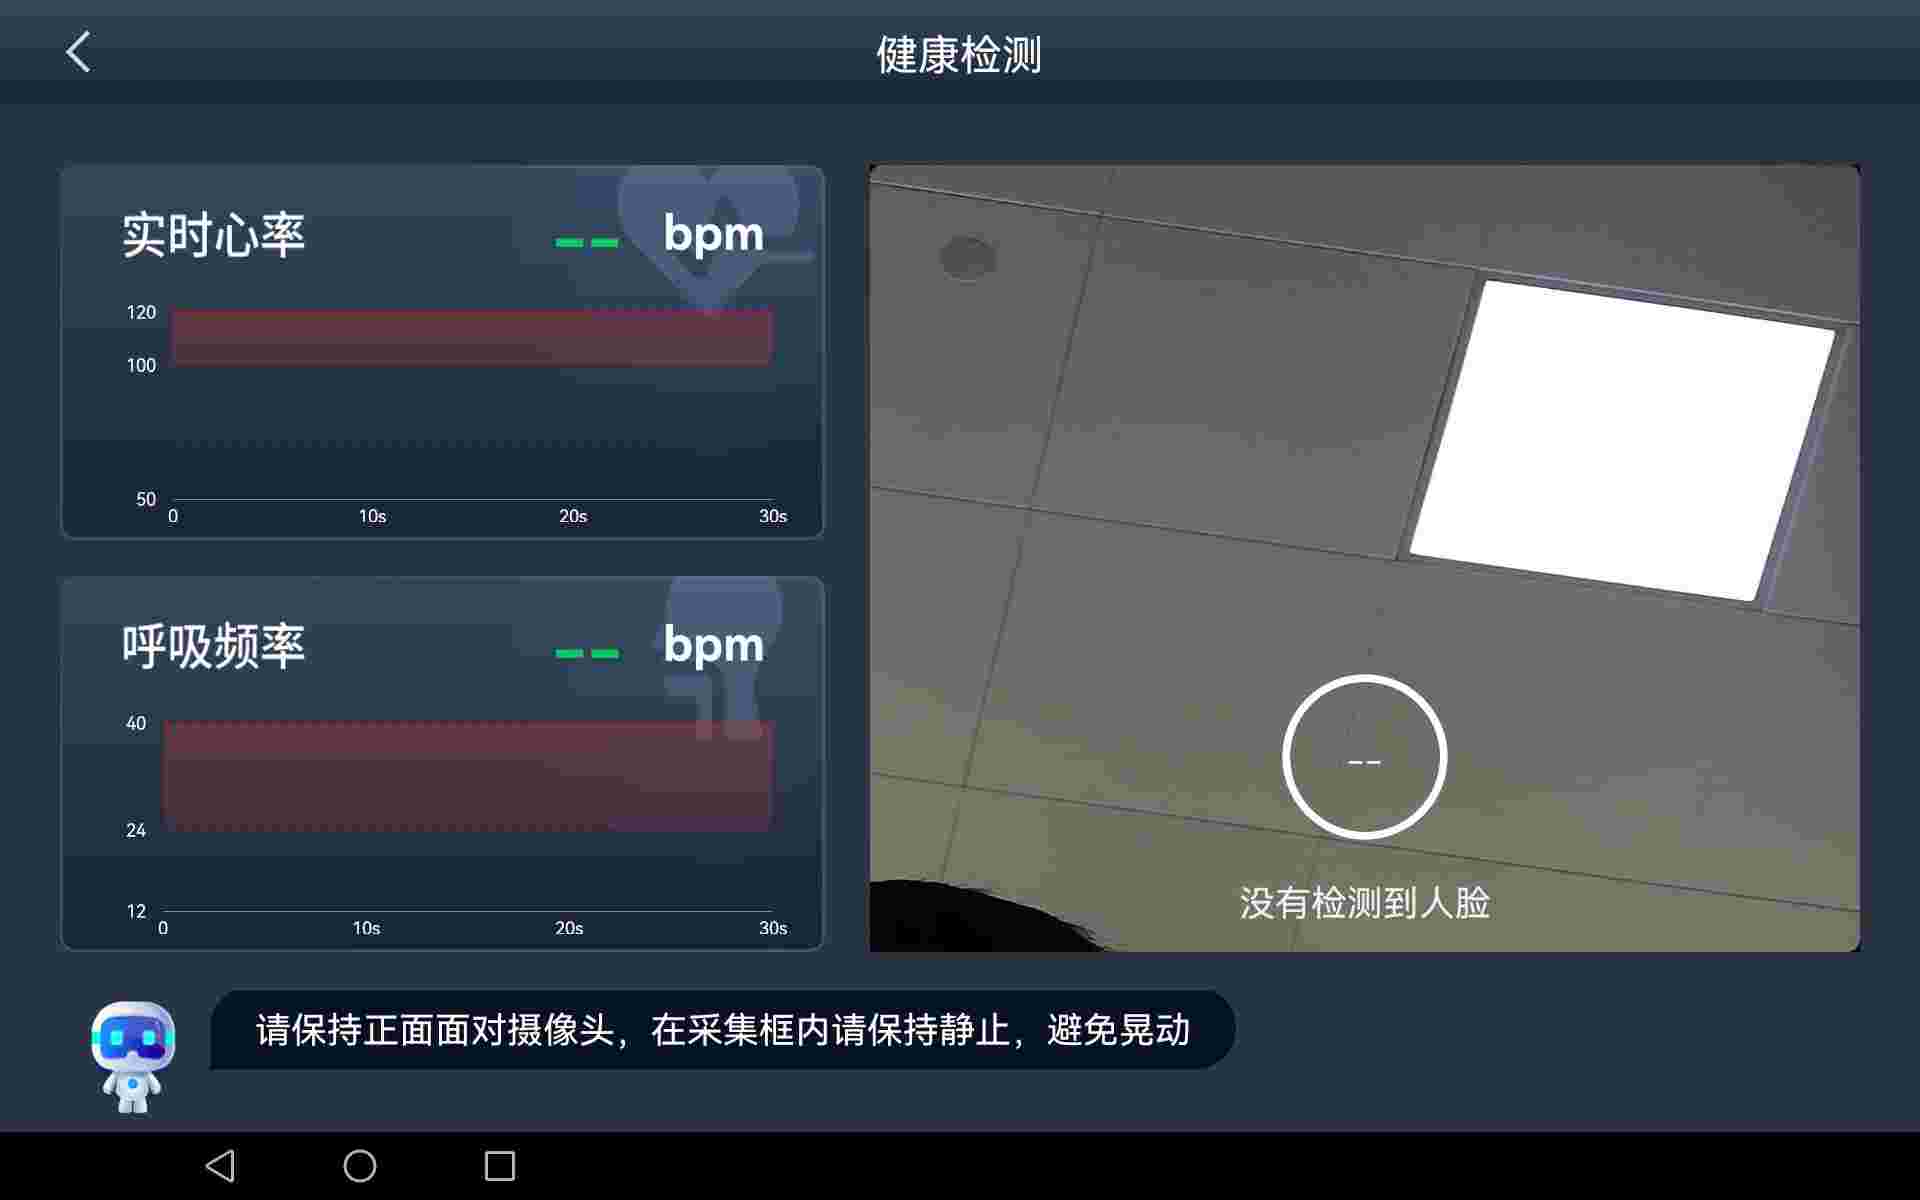 健康检测
实时心率 -- bpm
120
100
50
0 10s 20s 30s
呼吸频率 -- bpm
40
24
12
0 10s 20s 30s
--
没有检测到人脸
请保持正面面对摄像头，在采集框内请保持静止，避免晃动